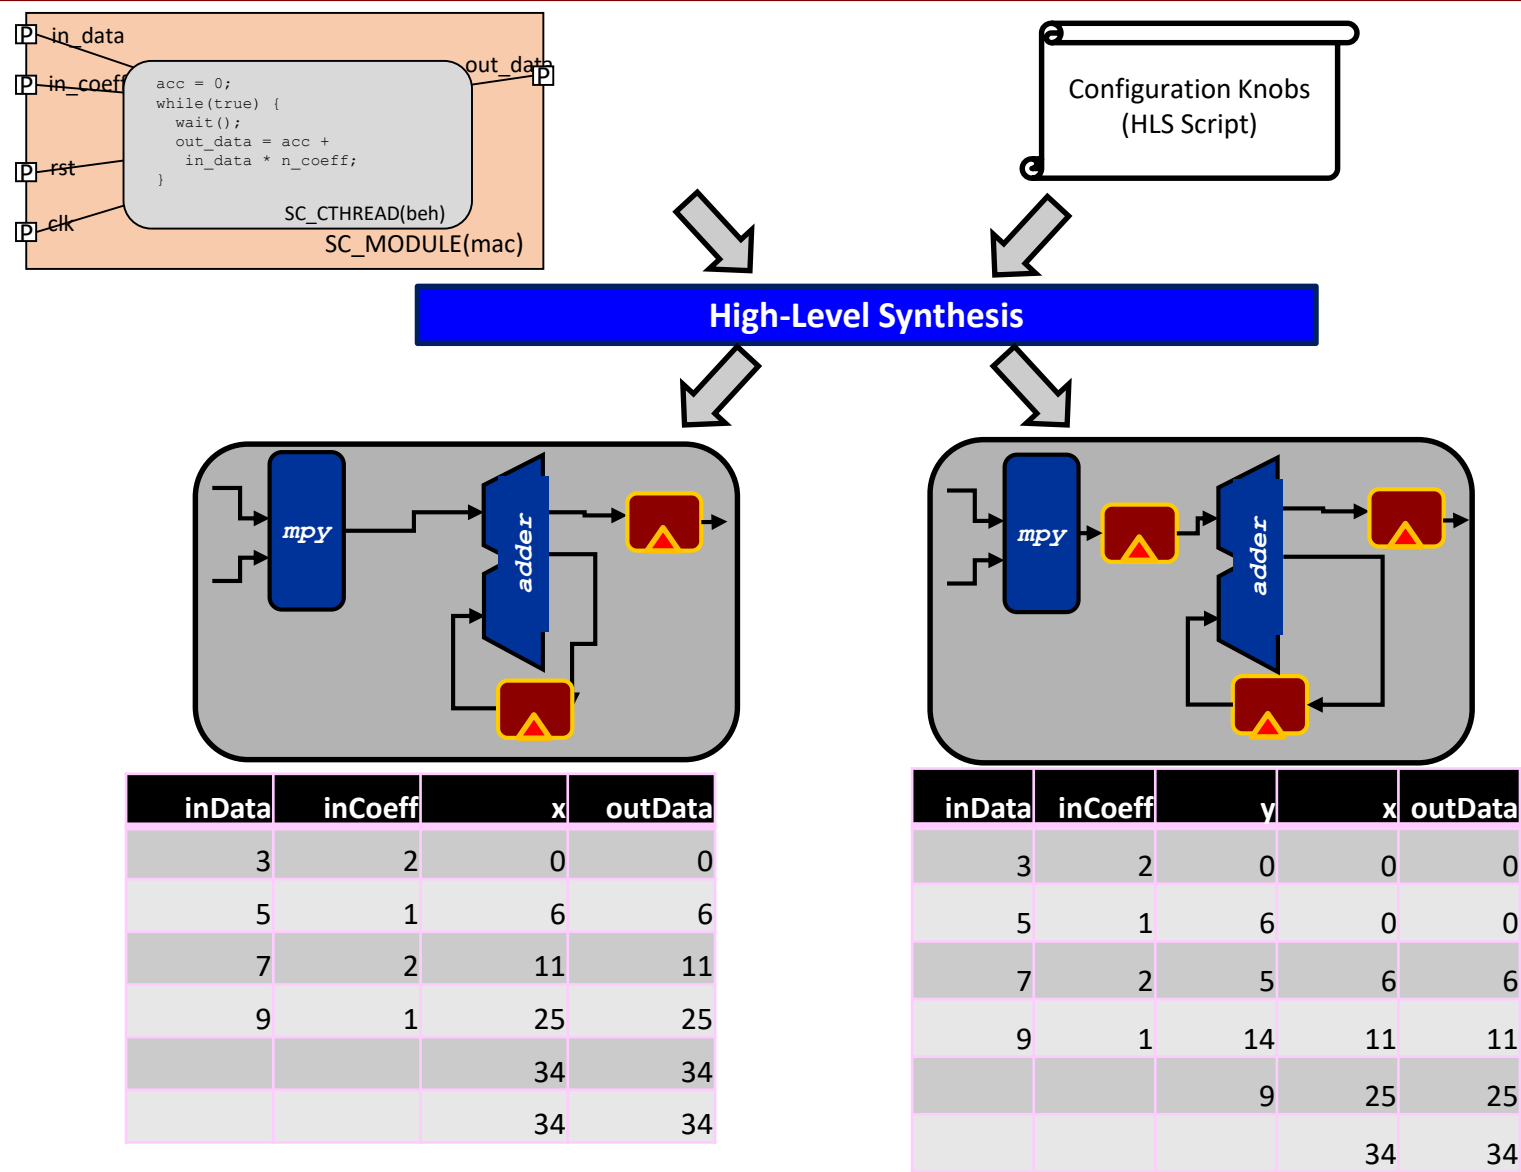 P in_data
P in_coeff
P rst
P clk
out_data P
acc = 0;
while(true) {
wait();
out_data = acc +
in_data * n_coeff;
}
SC_CTHREAD(beh)
SC_MODULE(mac)
Configuration Knobs
(HLS Script)
High-Level Synthesis
mpy
adder
mpy
adder
inData inCoeff x outData
3 2 0 0
5 1 6 6
7 2 11 11
9 1 25 25
34 34
34 34
inData inCoeff y x outData
3 2 0 0 0
5 1 6 0 0
7 2 5 6 6
9 1 14 11 11
9 25 25
34 34